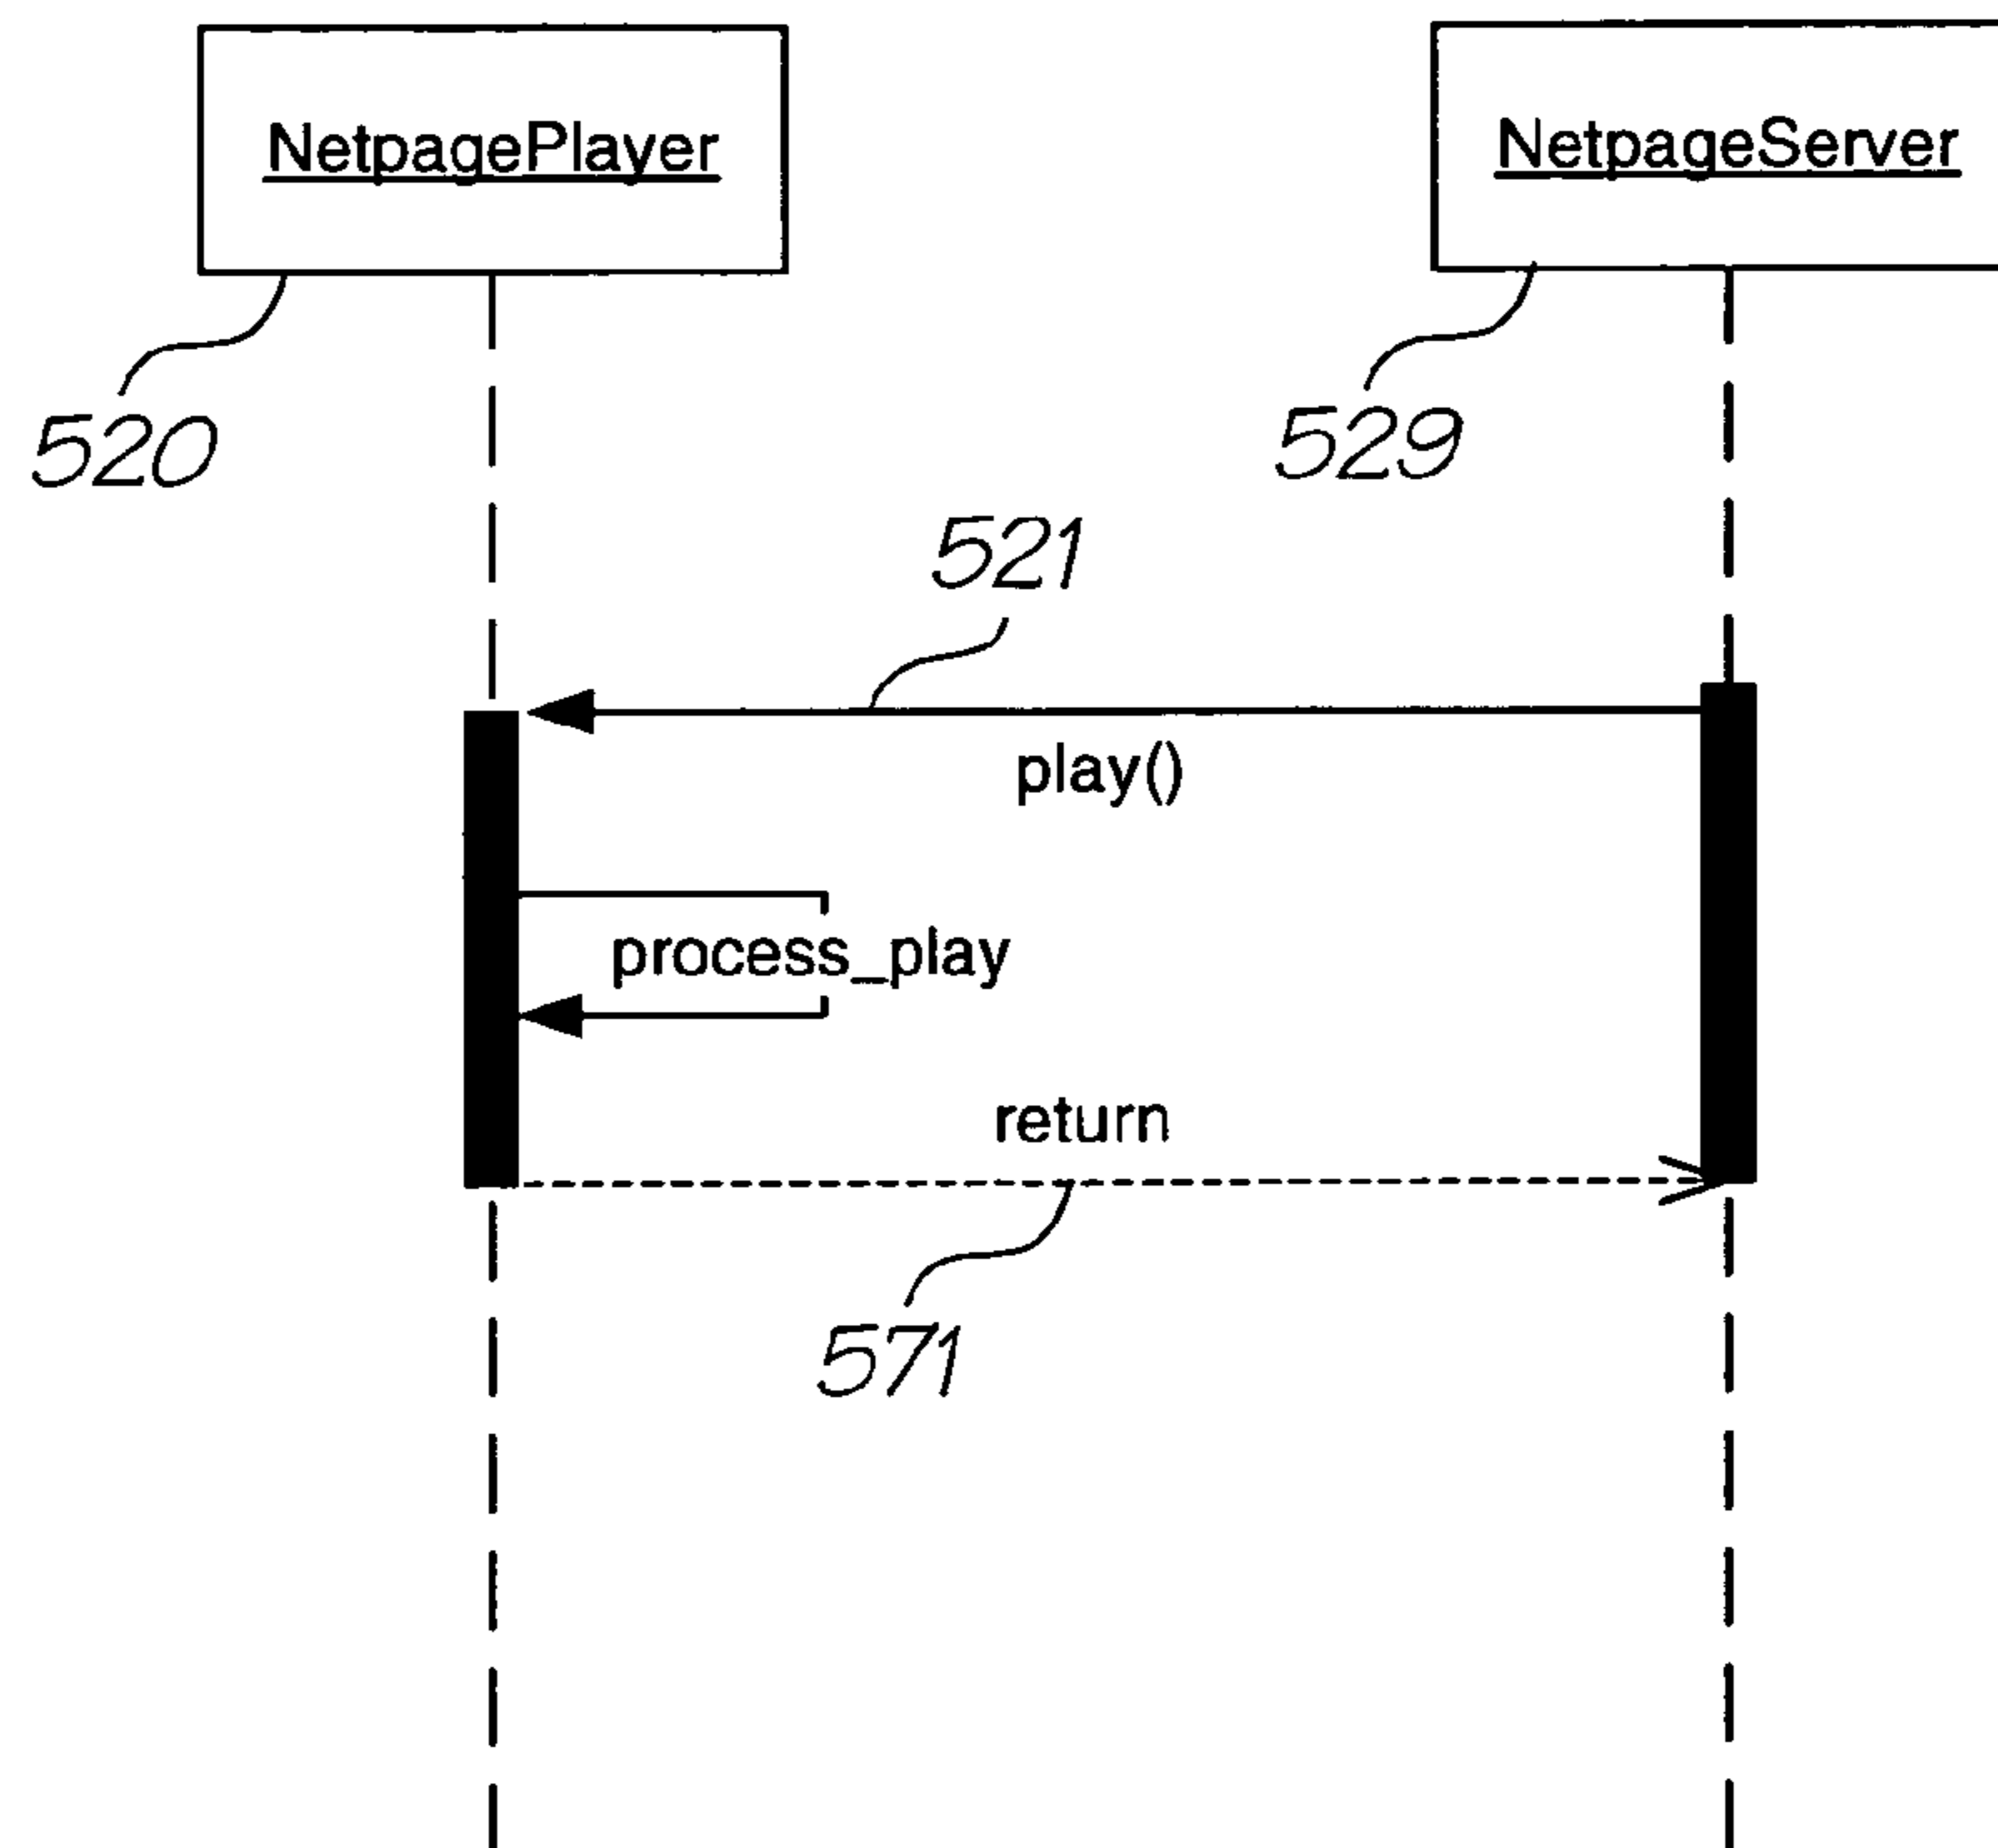 NetpagePlayer
NetpageServer
520
529
521
play()
process_play
return
571